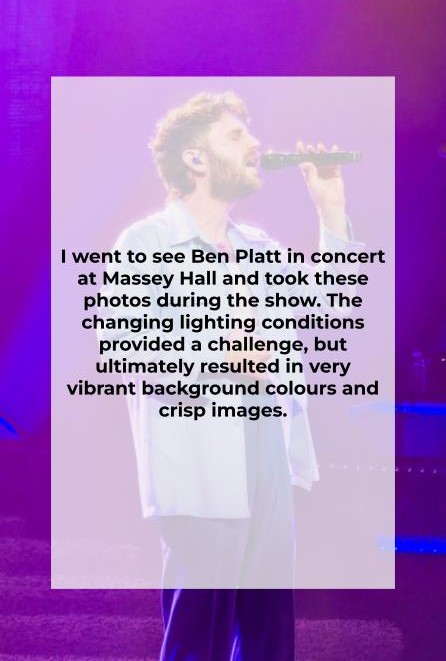 I went to see Ben Platt in concert
at Massey Hall and took these
photos during the show. The
changing lighting conditions
provided a challenge, but
ultimately resulted in very
vibrant background colours and
crisp images.